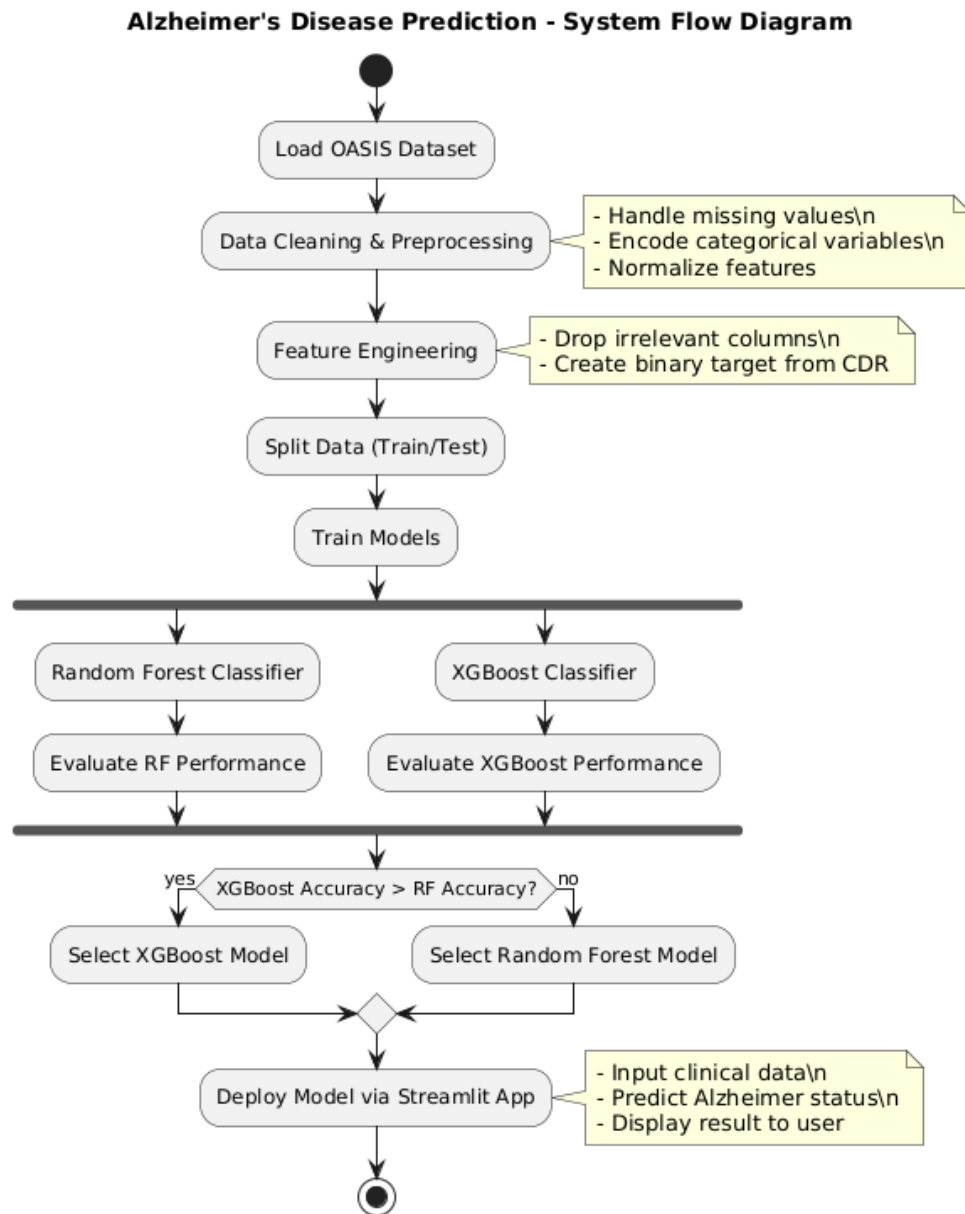 Alzheimer's Disease Prediction - System Flow Diagram
Load OASIS Dataset
Data Cleaning & Preprocessing
- Handle missing values\n
- Encode categorical variables\n
- Normalize features
Feature Engineering
- Drop irrelevant columns\n
- Create binary target from CDR
Split Data (Train/Test)
Train Models
Random Forest Classifier
XGBoost Classifier
Evaluate RF Performance
Evaluate XGBoost Performance
yes
XGBoost Accuracy > RF Accuracy?
no
Select XGBoost Model
Select Random Forest Model
Deploy Model via Streamlit App
- Input clinical data\n
- Predict Alzheimer status\n
- Display result to user